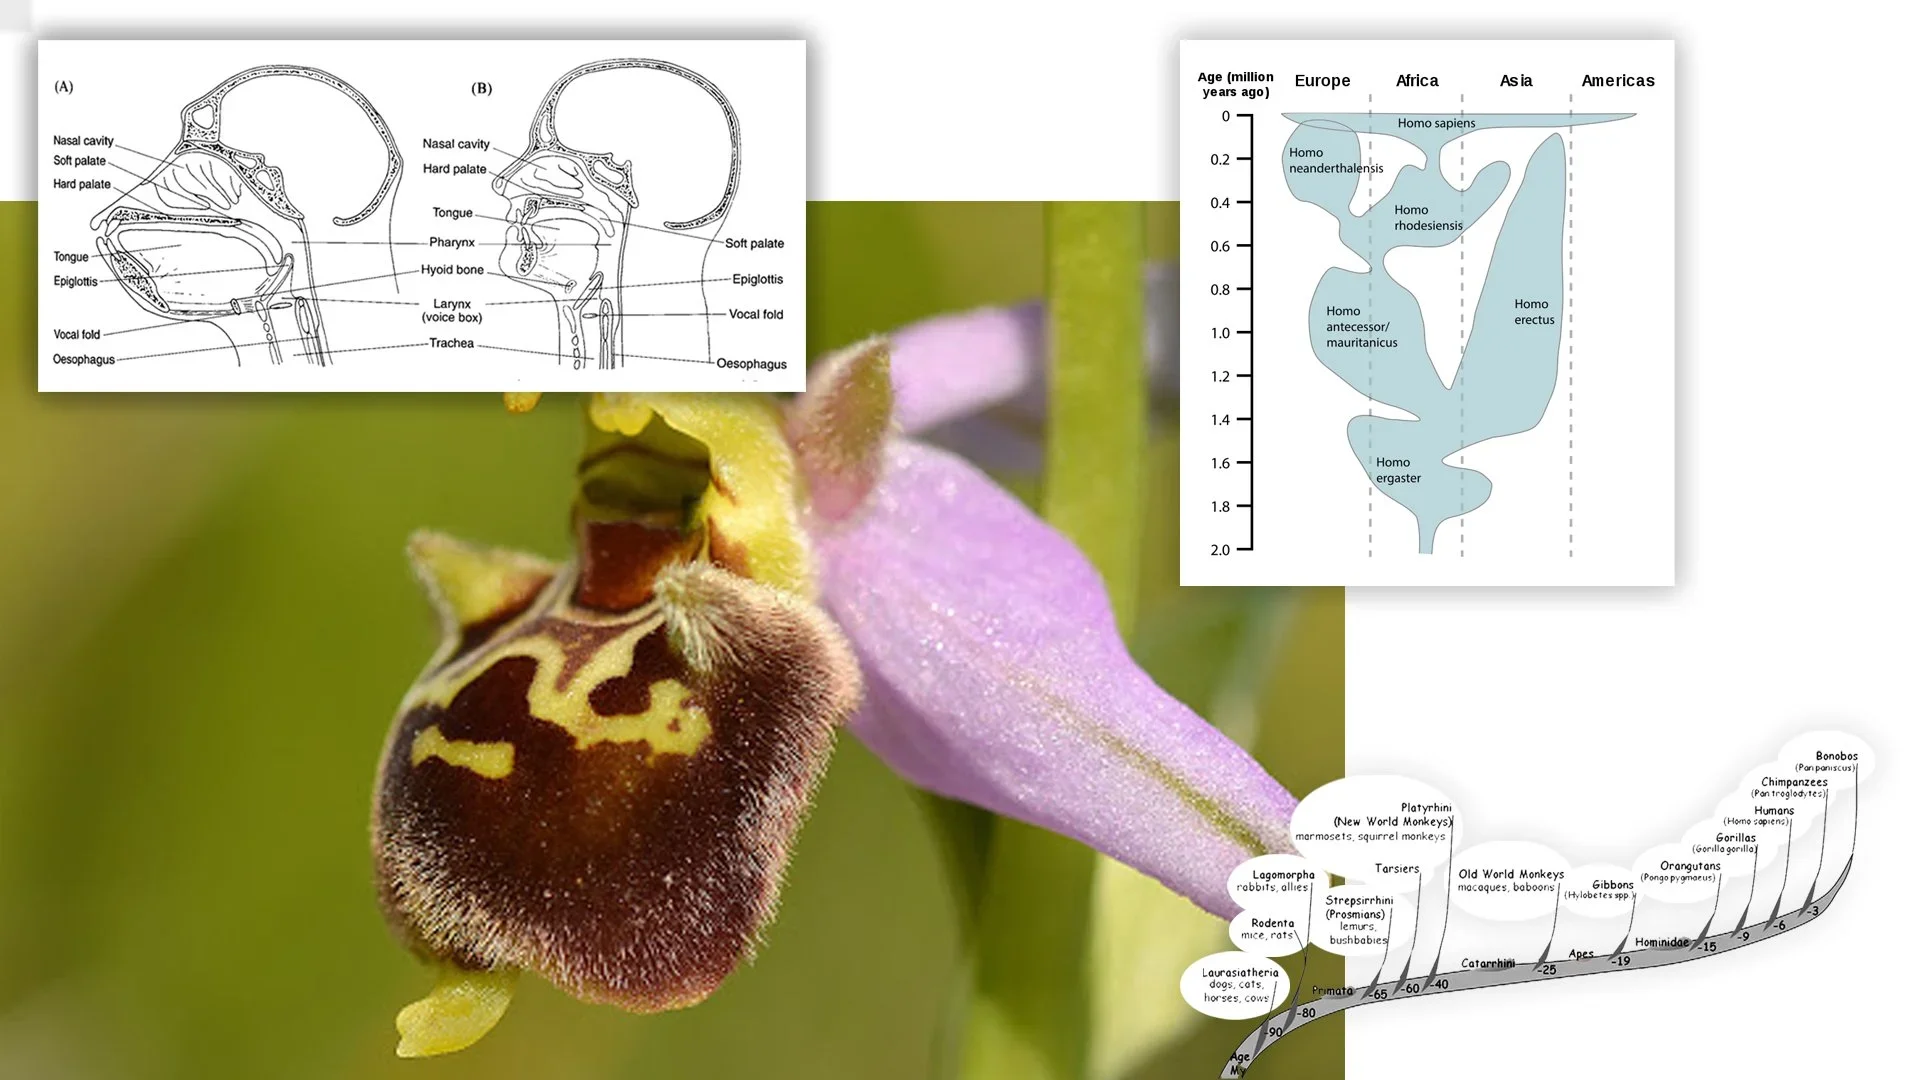 (A)
Nasal cavity
Soft palate
Hard palate
Tongue
Epiglottis
Vocal fold
Oesophagus
(B)
Nasal cavity
Hard palate
Tongue
Pharynx
Hyoid bone
Larynx
(voice box)
Trachea
Soft palate
Epiglottis
Vocal fold
Oesophagus
Age (million
years ago)
Europe
Africa
Asia
Americas
0
0.2
0.4
0.6
0.8
1.0
1.2
1.4
1.6
1.8
2.0
Homo sapiens
Homo
neanderthalensis
Homo
rhodesiensis
Homo
antecessor/
mauritanicus
Homo
erectus
Homo
ergaster
Bonobos
(Pan paniscus)
Chimpanzees
(Pan troglodytes)
Humans
(Homo sapiens)
Gorillas
(Gorilla gorilla)
Orangutans
(Pongo pygmaeus)
Gibbons
(Hylobetes spp.)
Old World Monkeys
macaques, baboons
Platyrhini
(New World Monkeys)
marmosets, squirrel monkeys
Tarsiers
Strepsirrhini
(Prosmians)
lemurs,
bushbabies
Lagomorpha
rabbits, allies
Rodenta
mice, rats
Laurasiatheria
dogs, cats,
horses, cows
Primata
Catarrhini
Apes
Hominidae
Age
My
-90
-80
-65
-60
-40
-25
-19
-15
-9
-6
-3